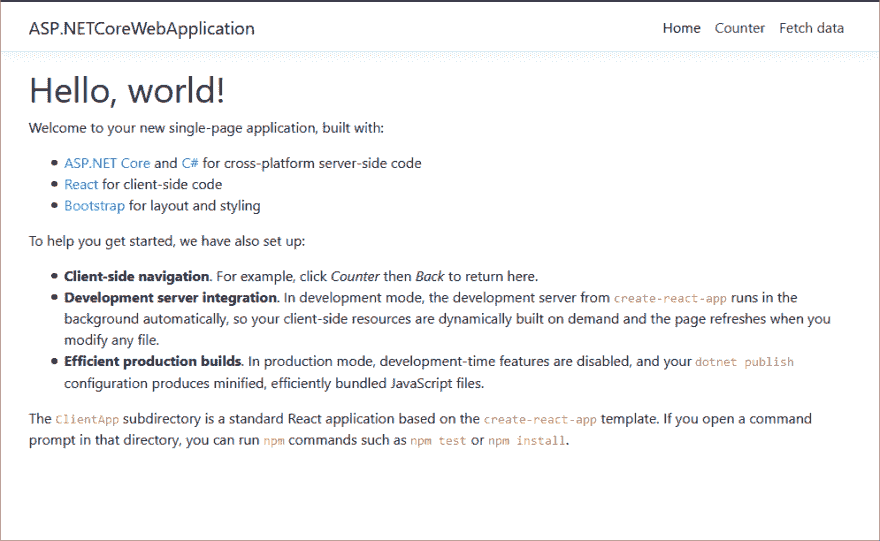 ASP.NETCoreWebApplication
Home Counter Fetch data
Hello, world!
Welcome to your new single-page application, built with:
ASP.NET Core and C# for cross-platform server-side code
React for client-side code
Bootstrap for layout and styling
To help you get started, we have also set up:
Client-side navigation. For example, click Counter then Back to return here.
Development server integration. In development mode, the development server from create-react-app runs in the
background automatically, so your client-side resources are dynamically built on demand and the page refreshes when you
modify any file.
Efficient production builds. In production mode, development-time features are disabled, and your dotnet publish
configuration produces minified, efficiently bundled JavaScript files.
The ClientApp subdirectory is a standard React application based on the create-react-app template. If you open a command
prompt in that directory, you can run npm commands such as npm test or npm install.